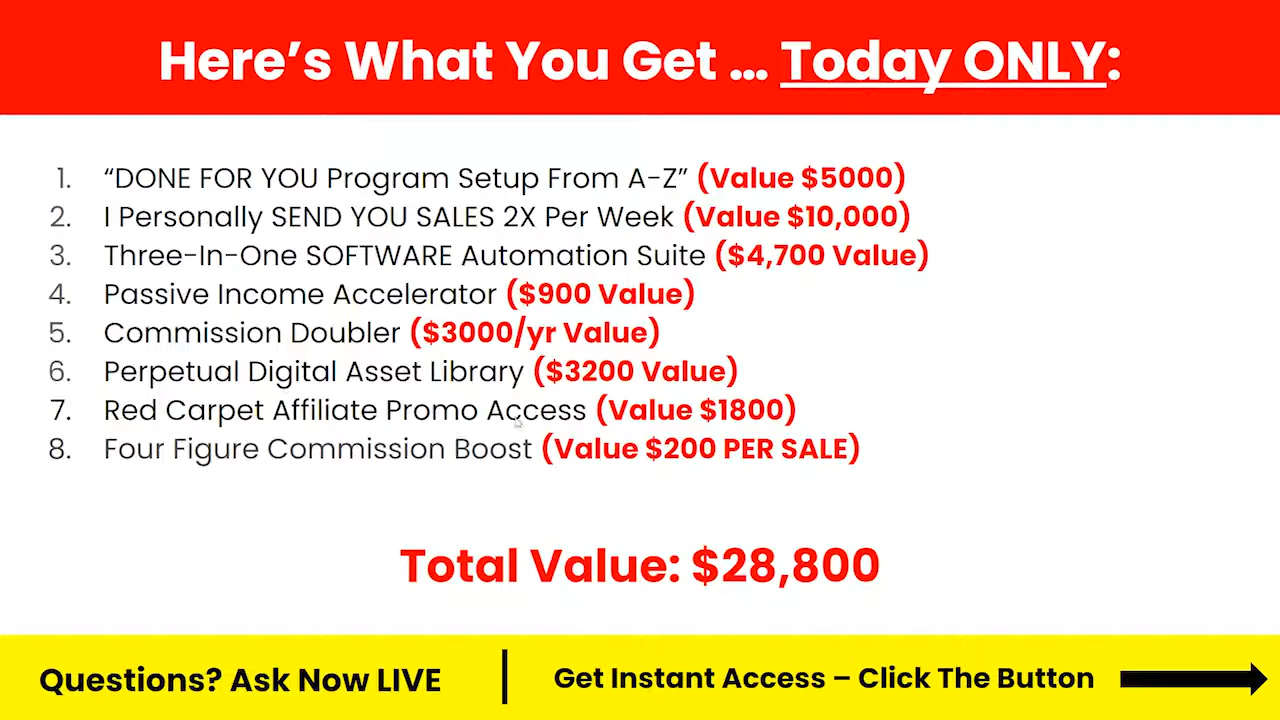 Here’s What You Get … Today ONLY:
1. “DONE FOR YOU Program Setup From A-Z” (Value $5000)
2. I Personally SEND YOU SALES 2X Per Week (Value $10,000)
3. Three-In-One SOFTWARE Automation Suite ($4,700 Value)
4. Passive Income Accelerator ($900 Value)
5. Commission Doubler ($3000/yr Value)
6. Perpetual Digital Asset Library ($3200 Value)
7. Red Carpet Affiliate Promo Access (Value $1800)
8. Four Figure Commission Boost (Value $200 PER SALE)
Total Value: $28,800
Questions? Ask Now LIVE
Get Instant Access – Click The Button